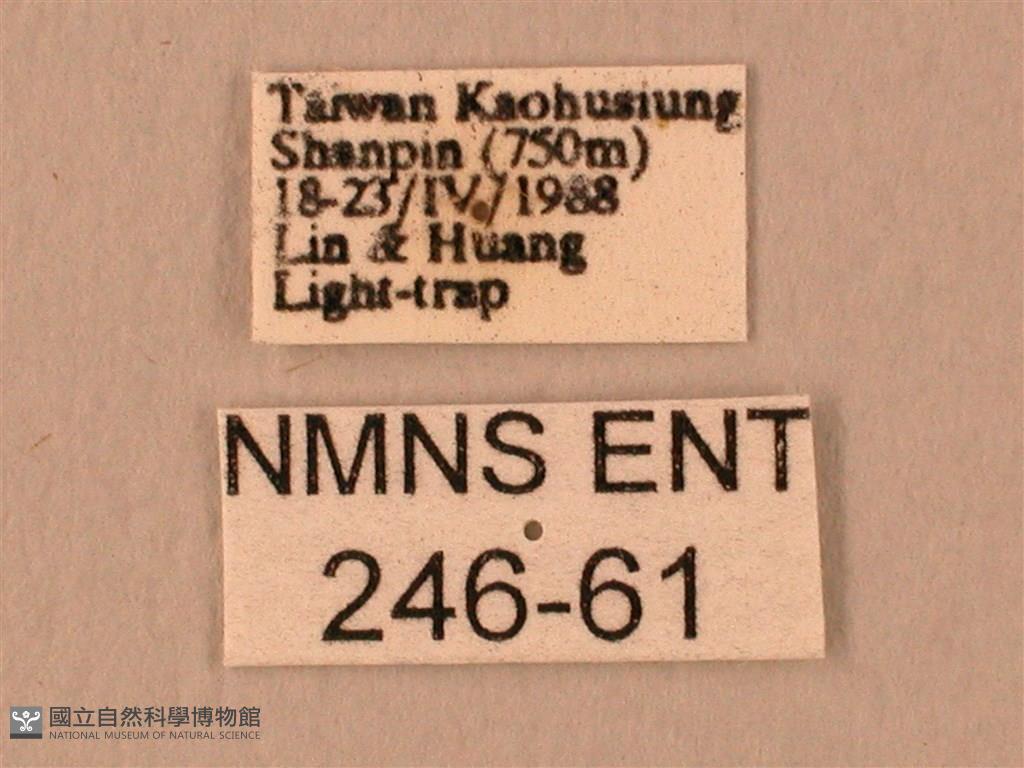 Taiwan Kaohusiung
Shanpin (750m)
18-23/IV/1988
Lin & Huang
Light-trap
NMNS ENT
246-61
國立自然科學博物館
NATIONAL MUSEUM OF NATURAL SCIENCE